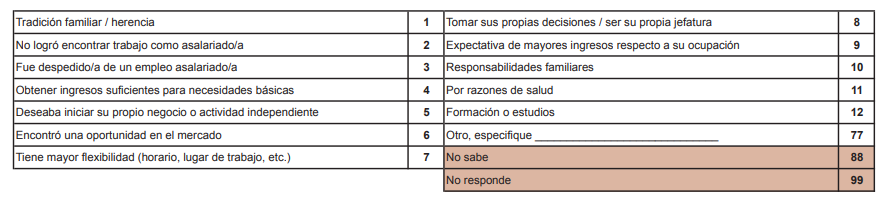 Tradición familiar / herencia 1 Tomar sus propias decisiones / ser su propia jefatura 8
No logró encontrar trabajo como asalariado/a 2 Expectativa de mayores ingresos respecto a su ocupación 9
Fue despedido/a de un empleo asalariado/a 3 Responsabilidades familiares 10
Obtener ingresos suficientes para necesidades básicas 4 Por razones de salud 11
Deseaba iniciar su propio negocio o actividad independiente 5 Formación o estudios 12
Encontró una oportunidad en el mercado 6 Otro, especifique ____________________________ 77
Tiene mayor flexibilidad (horario, lugar de trabajo, etc.) 7 No sabe 88
No responde 99